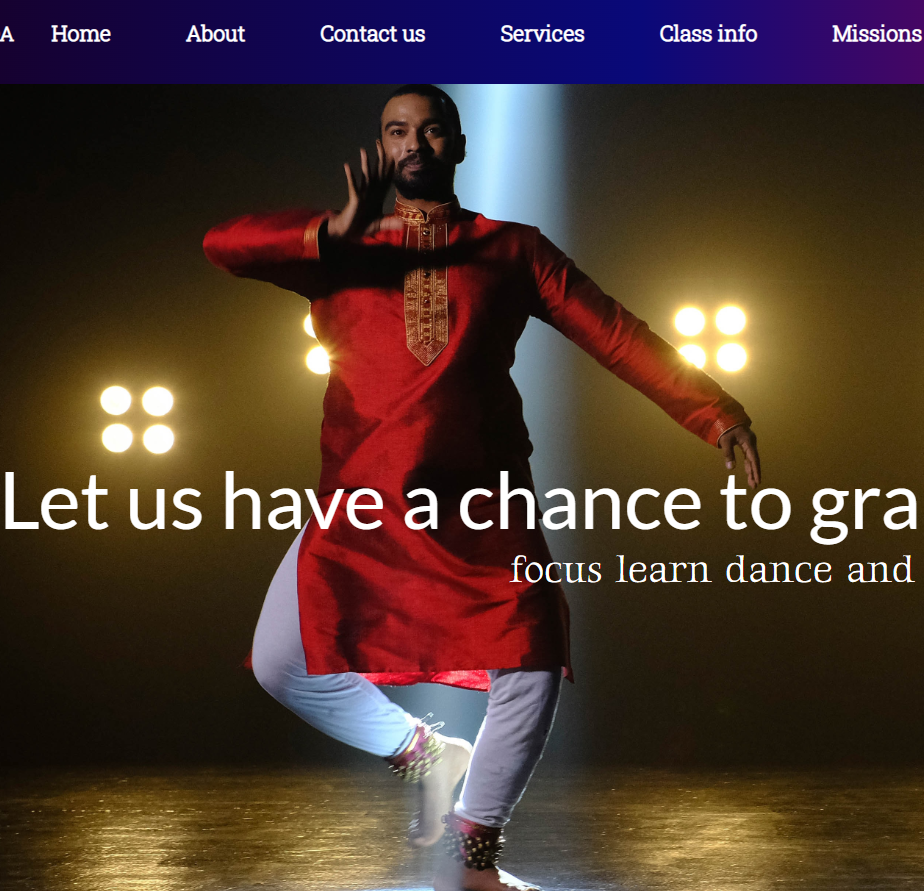 A Home About Contact us Services Class info Missions
Let us have a chance to gra
focus learn dance and